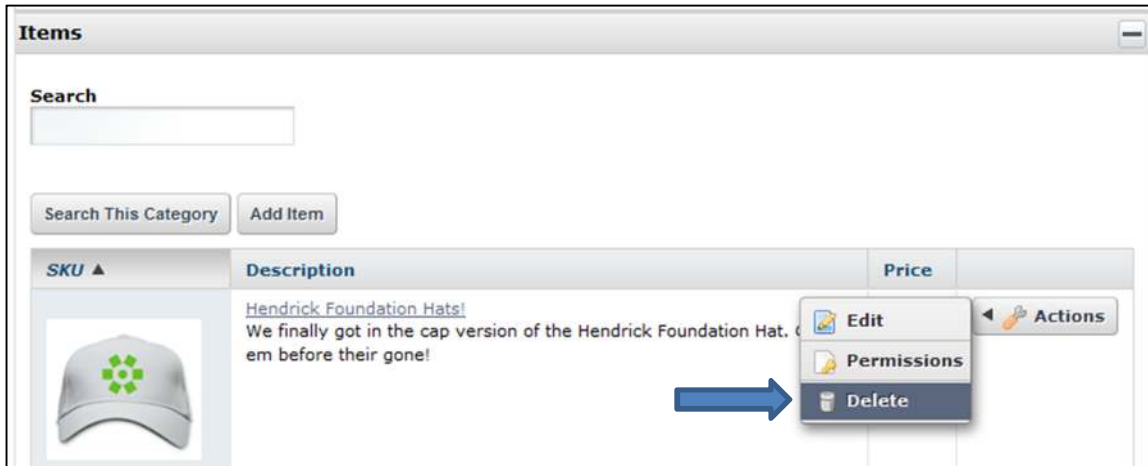 Items
Search
Search This Category
Add Item
SKU ▲
Description
Price
Hendrick Foundation Hats!
We finally got in the cap version of the Hendrick Foundation Hat.
em before their gone!
Edit
Permissions
Delete
Actions